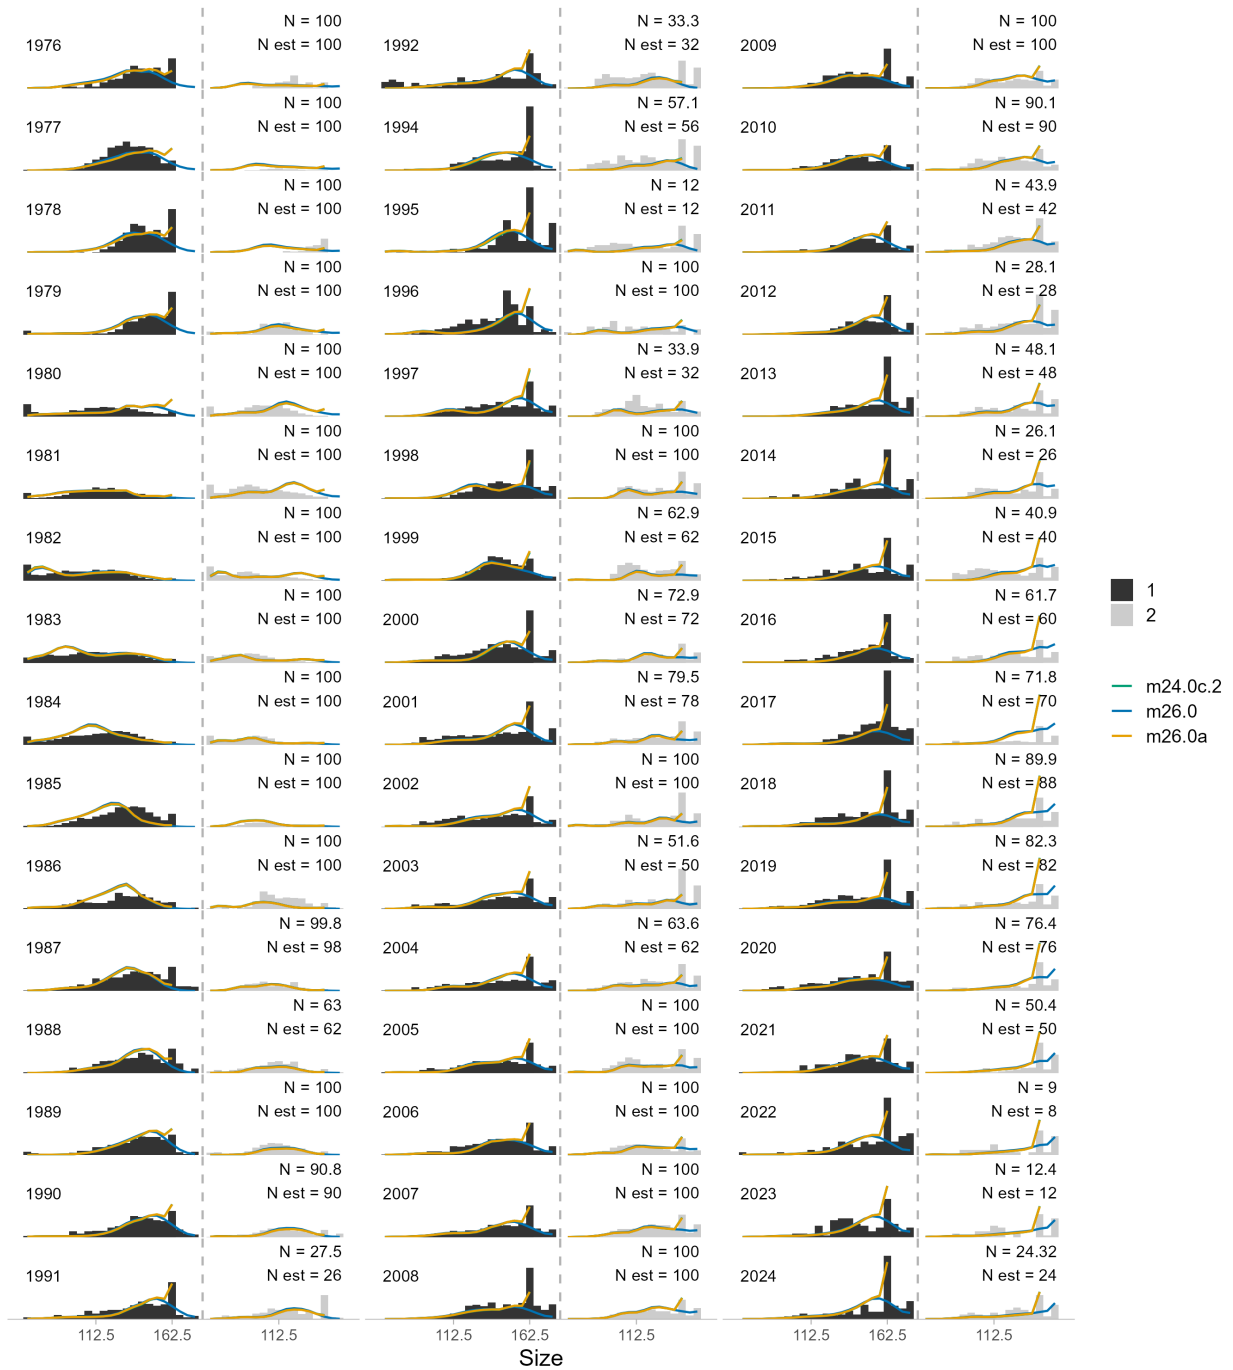 1976
N = 100
N est = 100
1977
N = 100
N est = 100
1978
N = 100
N est = 100
1979
N = 100
N est = 100
1980
N = 100
N est = 100
1981
N = 100
N est = 100
1982
N = 100
N est = 100
1983
N = 100
N est = 100
1984
N = 100
N est = 100
1985
N = 100
N est = 100
1986
N = 100
N est = 100
1987
N = 99.8
N est = 98
1988
N = 63
N est = 62
1989
N = 100
N est = 100
1990
N = 90.8
N est = 90
1991
N = 27.5
N est = 26
112.5
162.5
112.5
1992
N = 33.3
N est = 32
1994
N = 57.1
N est = 56
1995
N = 12
N est = 12
1996
N = 100
N est = 100
1997
N = 33.9
N est = 32
1998
N = 100
N est = 100
1999
N = 62.9
N est = 62
2000
N = 72.9
N est = 72
2001
N = 79.5
N est = 78
2002
N = 100
N est = 100
2003
N = 51.6
N est = 50
2004
N = 63.6
N est = 62
2005
N = 100
N est = 100
2006
N = 100
N est = 100
2007
N = 100
N est = 100
2008
N = 100
N est = 100
112.5
162.5
112.5
2009
N = 100
N est = 100
2010
N = 90.1
N est = 90
2011
N = 43.9
N est = 42
2012
N = 28.1
N est = 28
2013
N = 48.1
N est = 48
2014
N = 26.1
N est = 26
2015
N = 40.9
N est = 40
2016
N = 61.7
N est = 60
2017
N = 71.8
N est = 70
2018
N = 89.9
N est = 88
2019
N = 82.3
N est = 82
2020
N = 76.4
N est = 76
2021
N = 50.4
N est = 50
2022
N = 9
N est = 8
2023
N = 12.4
N est = 12
2024
N = 24.32
N est = 24
112.5
162.5
112.5
Size
1
2
m24.0c.2
m26.0
m26.0a